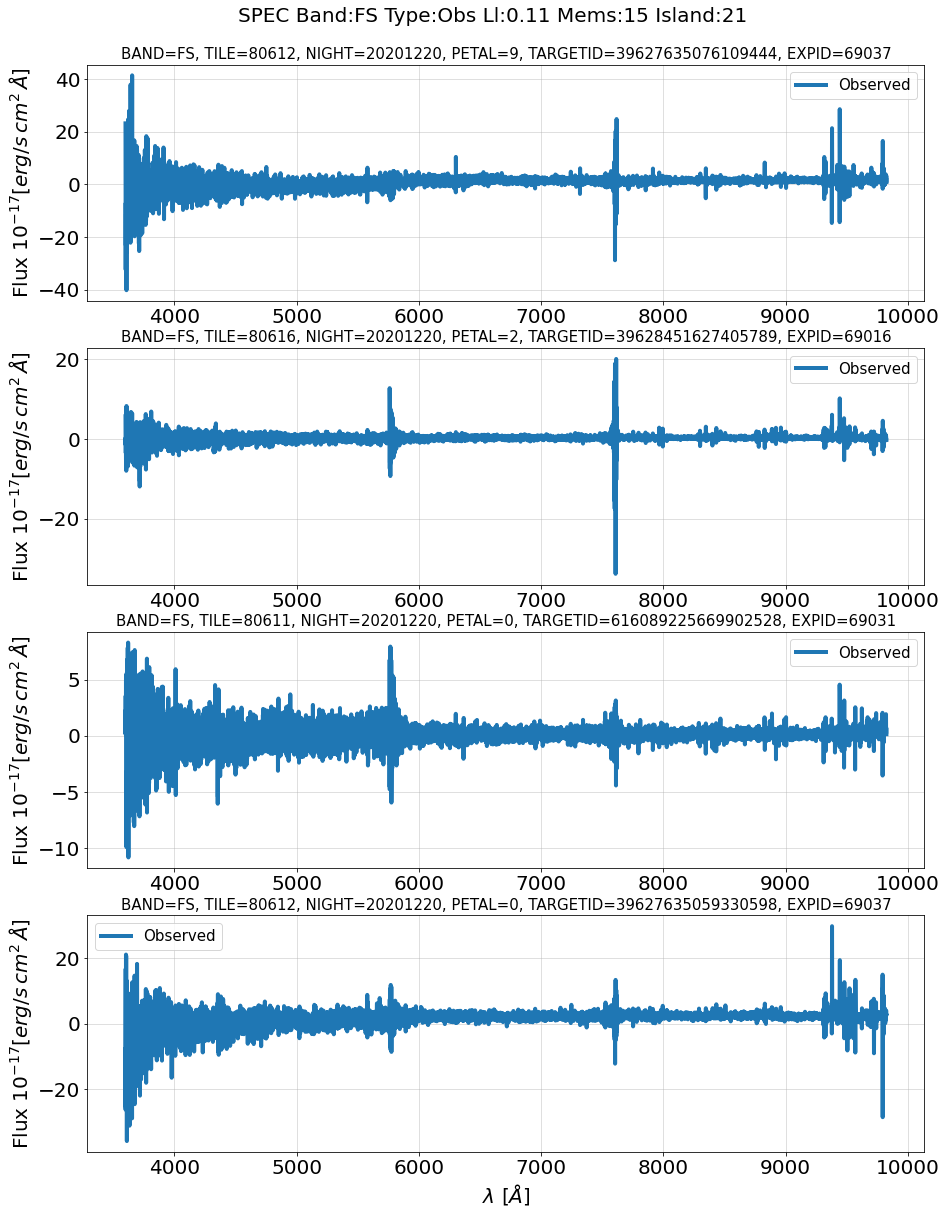 SPEC Band:FS Type:Obs Ll:0.11 Mems:15 Island:21
BAND=FS, TILE=80612, NIGHT=20201220, PETAL=9, TARGETID=39627635076109444, EXPID=69037
Flux 10^{-17}[erg/s cm^2 Å]
40
20
0
−20
−40
Observed
4000 5000 6000 7000 8000 9000 10000
BAND=FS, TILE=80616, NIGHT=20201220, PETAL=2, TARGETID=39628451627405789, EXPID=69016
Flux 10^{-17}[erg/s cm^2 Å]
20
0
−20
Observed
4000 5000 6000 7000 8000 9000 10000
BAND=FS, TILE=80611, NIGHT=20201220, PETAL=0, TARGETID=616089225669902528, EXPID=69031
Flux 10^{-17}[erg/s cm^2 Å]
5
0
−5
−10
Observed
4000 5000 6000 7000 8000 9000 10000
BAND=FS, TILE=80612, NIGHT=20201220, PETAL=0, TARGETID=39627635059330598, EXPID=69037
Flux 10^{-17}[erg/s cm^2 Å]
20
0
−20
Observed
4000 5000 6000 7000 8000 9000 10000
λ [Å]